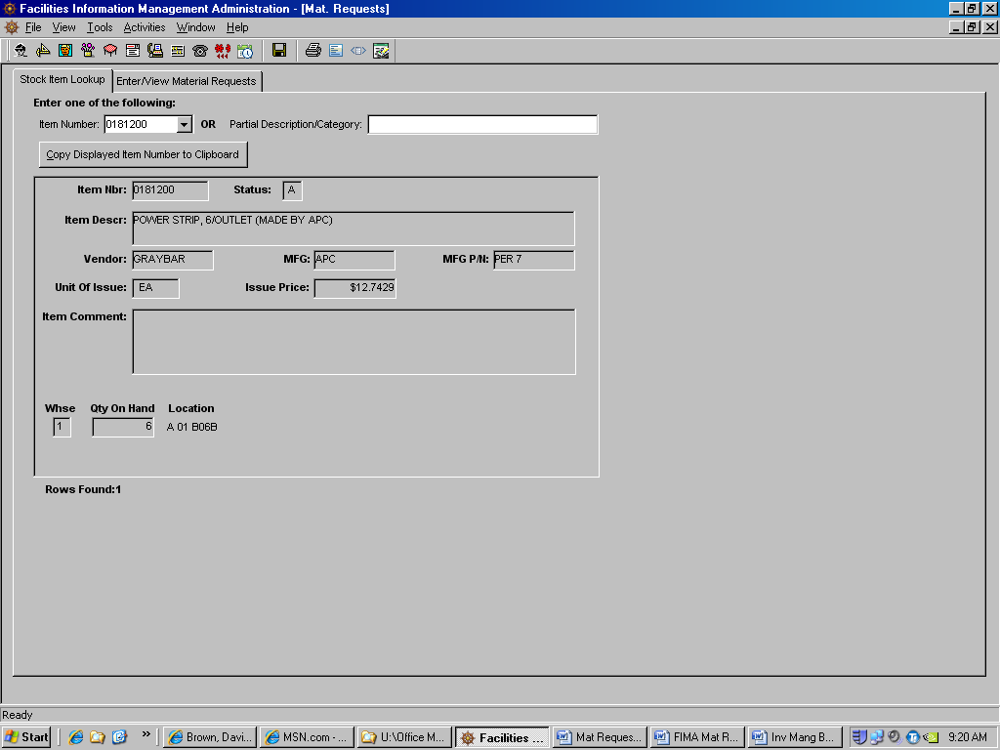 Facilities Information Management Administration - [Mat. Requests]
File View Tools Activities Window Help
Stock Item Lookup Enter/View Material Requests
Enter one of the following:
Item Number: 0181200 OR Partial Description/Category:
Copy Displayed Item Number to Clipboard
Item Nbr: 0181200 Status: A
Item Descr: POWER STRIP, 6/OUTLET (MADE BY APC)
Vendor: GRAYBAR MFG: APC MFG P/N: PER 7
Unit Of Issue: EA Issue Price: $12.7429
Item Comment:
Whse Qty On Hand Location
1 6 A 01 B06B
Rows Found:1
Ready
Start » Brown, Davi... MSN.com - ... U:\Office M... Facilities ... Mat Reques... FIMA Mat R... Inv Mang B... 9:20 AM